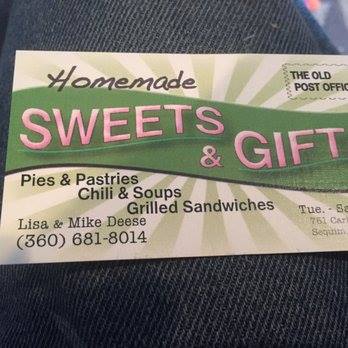 Homemade
THE OLD
POST OFFIC
SWEETS
& GIFT
Pies & Pastries
Chili & Soups
Grilled Sandwiches
Lisa & Mike Deese
(360) 681-8014
Tue. - Sa
761 Carl
Sequim,